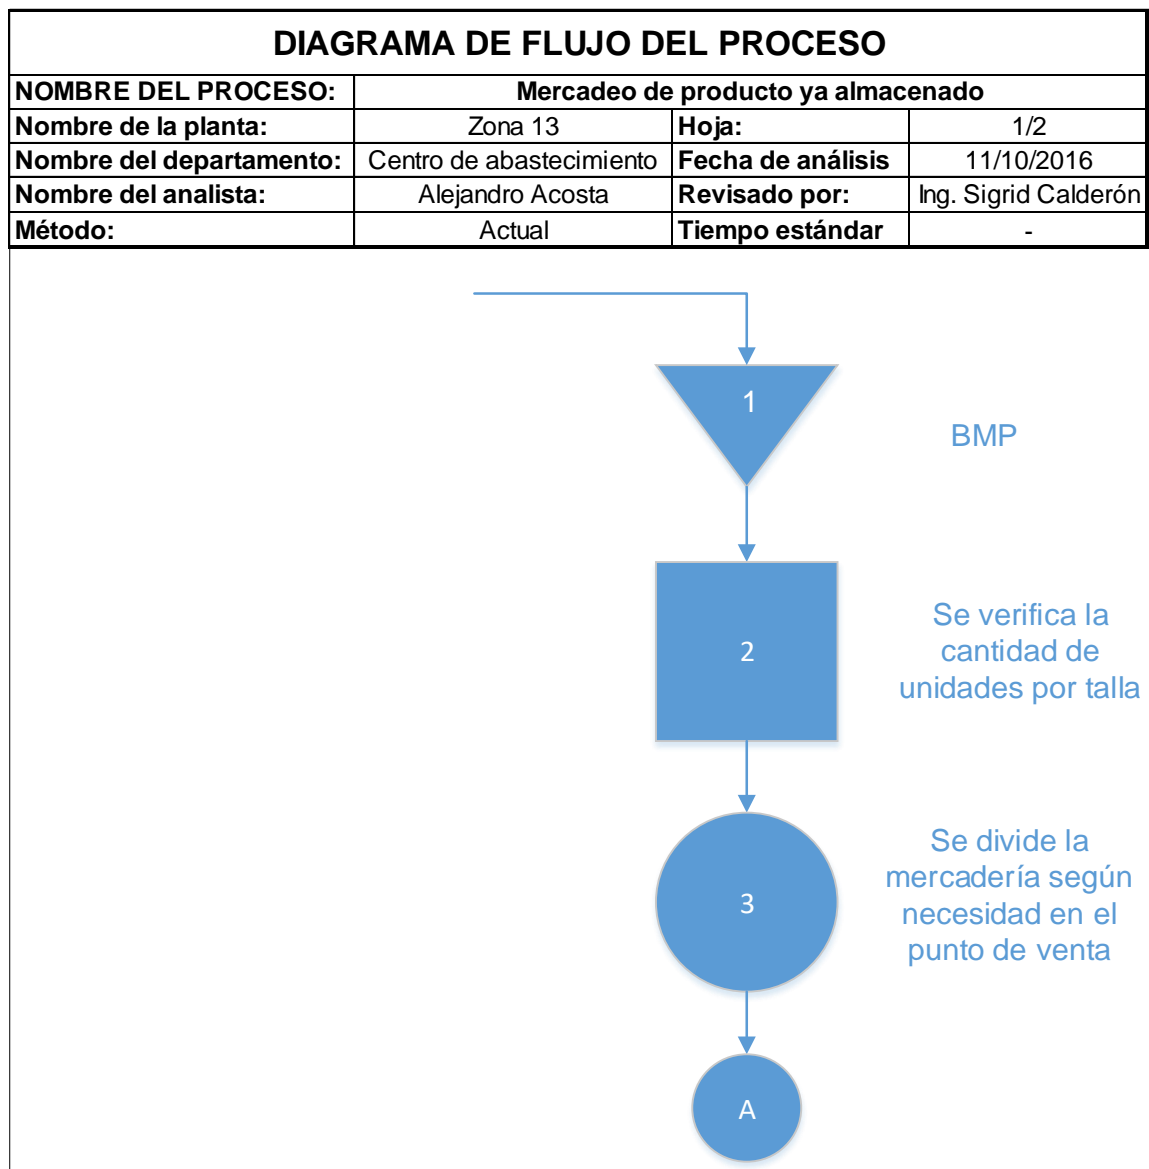 DIAGRAMA DE FLUJO DEL PROCESO
NOMBRE DEL PROCESO: Mercadeo de producto ya almacenado
Nombre de la planta: Zona 13 Hoja: 1/2
Nombre del departamento: Centro de abastecimiento Fecha de análisis 11/10/2016
Nombre del analista: Alejandro Acosta Revisado por: Ing. Sigrid Calderón
Método: Actual Tiempo estándar -
1
BMP
2
Se verifica la
cantidad de
unidades por talla
3
Se divide la
mercadería según
necesidad en el
punto de venta
A